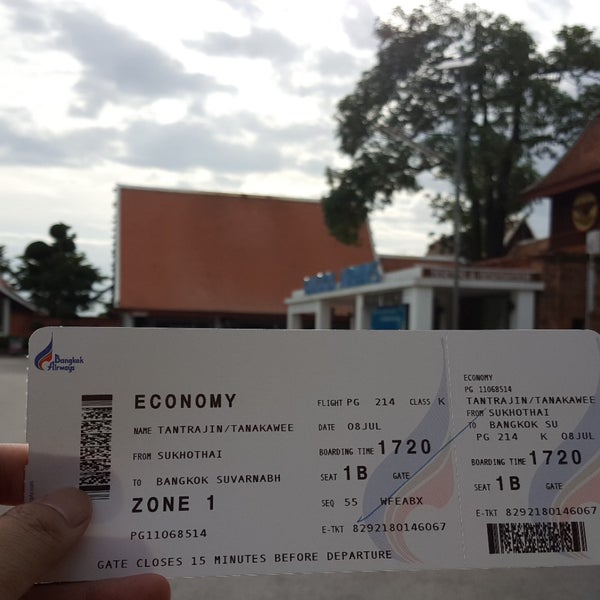 Bangkok
Airways
ECONOMY
NAME TANTRAJIN/TANAKAWEE
FROM SUKHOTHAI
TO BANGKOK SUVARNABH
ZONE 1
PG11068514
FLIGHT PG 214 CLASS K
DATE 08JUL
BOARDING TIME 1720
SEAT 1B GATE
SEQ 55 WFEABX
E-TKT 8292180146067
GATE CLOSES 15 MINUTES BEFORE DEPARTURE
ECONOMY
PG 11068514
TANTRAJIN/TANAKAWEE
FROM SUKHOTHAI
TO BANGKOK SU
PG 214 K 08JUL
BOARDING TIME 1720
SEAT 1B GATE
E-TKT 8292180146067